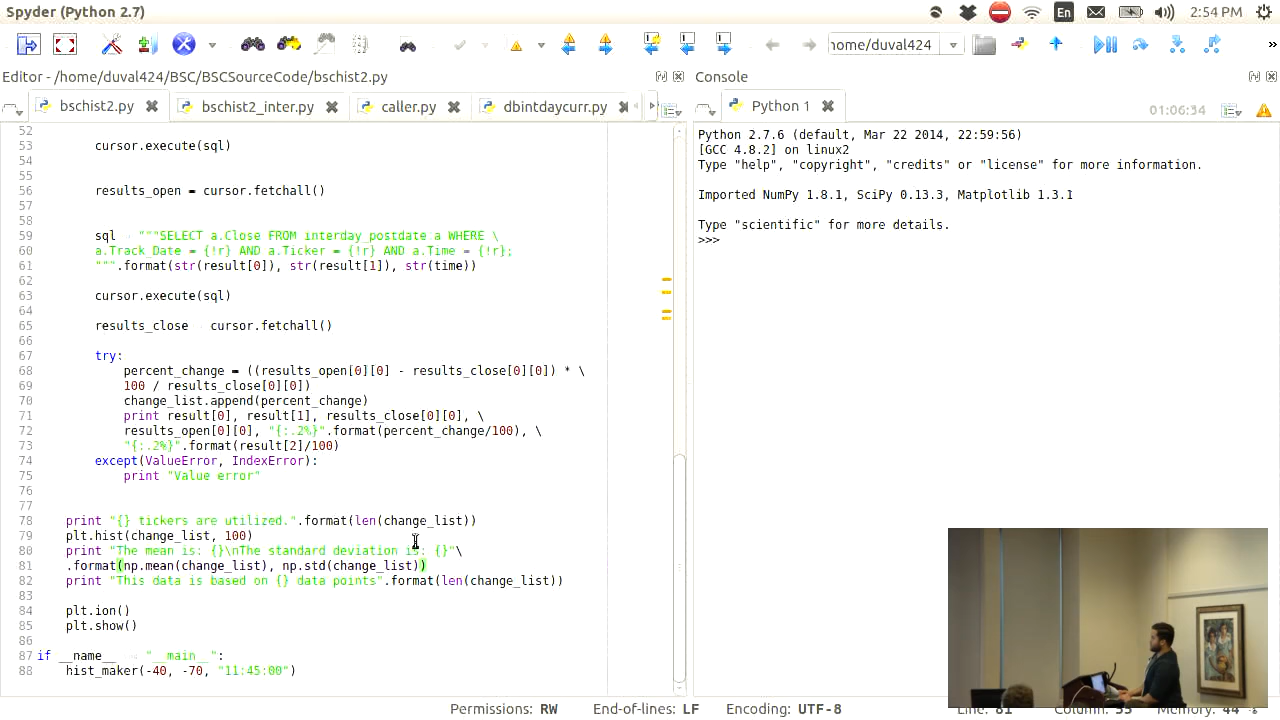 Spyder (Python 2.7)
En
2:54 PM
home/duval424
»
Editor - /home/duval424/BSC/BSCSourceCode/bschist2.py
Console
bschist2.py
bschist2_inter.py
caller.py
dbintdaycurr.py
Python 1
01:06:34
52
53 cursor.execute(sql)
54
55
56 results_open = cursor.fetchall()
57
58
59 sql = """SELECT a.Close FROM interday_postdate a WHERE \
60 a.Track_Date = {!r} AND a.Ticker = {!r} AND a.Time = {!r};
61 """.format(str(result[0]), str(result[1]), str(time))
62
63 cursor.execute(sql)
64
65 results_close = cursor.fetchall()
66
67 try:
68 percent_change = ((results_open[0][0] - results_close[0][0]) * \
69 100 / results_close[0][0])
70 change_list.append(percent_change)
71 print result[0], result[1], results_close[0][0], \
72 results_open[0][0], "{:.2%}".format(percent_change/100), \
73 "{:.2%}".format(result[2]/100)
74 except(ValueError, IndexError):
75 print "Value error"
76
77
78 print "{} tickers are utilized.".format(len(change_list))
79 plt.hist(change_list, 100)
80 print "The mean is: {}\nThe standard deviation is: {}"\
81 .format(np.mean(change_list), np.std(change_list))
82 print "This data is based on {} data points".format(len(change_list))
83
84 plt.ion()
85 plt.show()
86
87 if __name__ == "__main__":
88 hist_maker(-40, -70, "11:45:00")
Python 2.7.6 (default, Mar 22 2014, 22:59:56)
[GCC 4.8.2] on linux2
Type "help", "copyright", "credits" or "license" for more information.
Imported NumPy 1.8.1, SciPy 0.13.3, Matplotlib 1.3.1
Type "scientific" for more details.
>>>
Permissions: RW End-of-lines: LF Encoding: UTF-8 Line: 81 Column: 55 Memory: 44 %